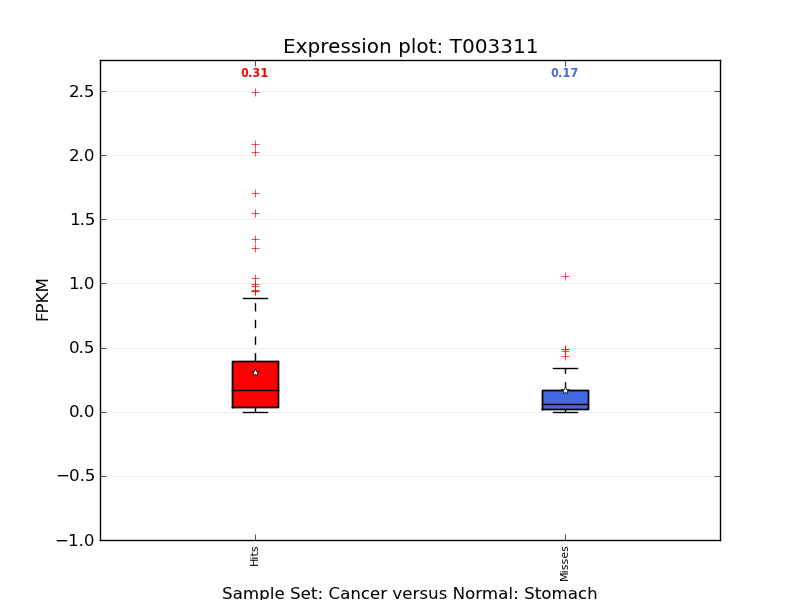 Expression plot: T003311
0.31
0.17
2.5
2.0
1.5
1.0
0.5
0.0
−0.5
−1.0
FPKM
Hits
Misses
Sample Set: Cancer versus Normal: Stomach